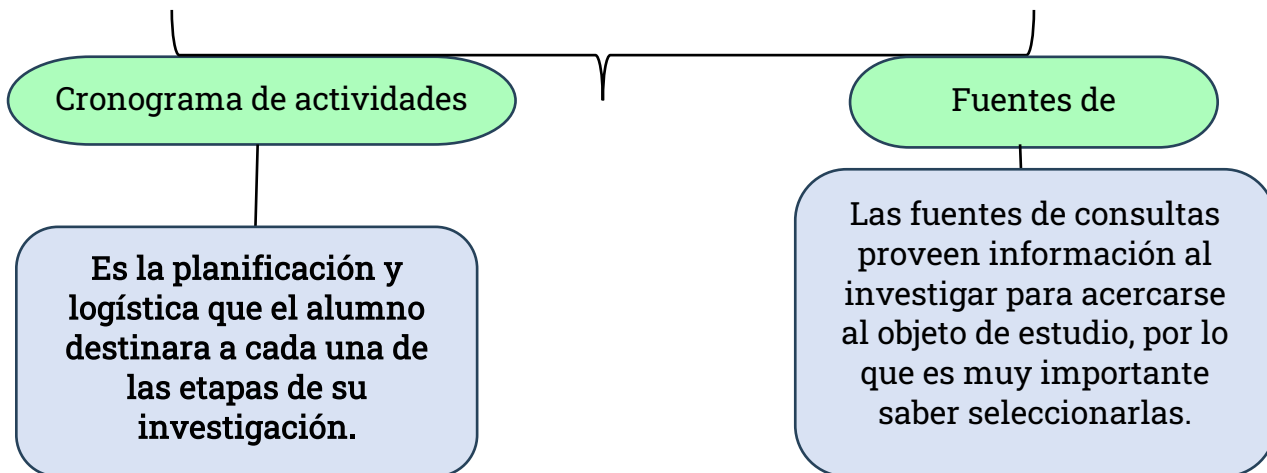 Cronograma de actividades
Es la planificación y
logística que el alumno
destinara a cada una de
las etapas de su
investigación.
Fuentes de
Las fuentes de consultas
proveen información al
investigar para acercarse
al objeto de estudio, por lo
que es muy importante
saber seleccionarlas.